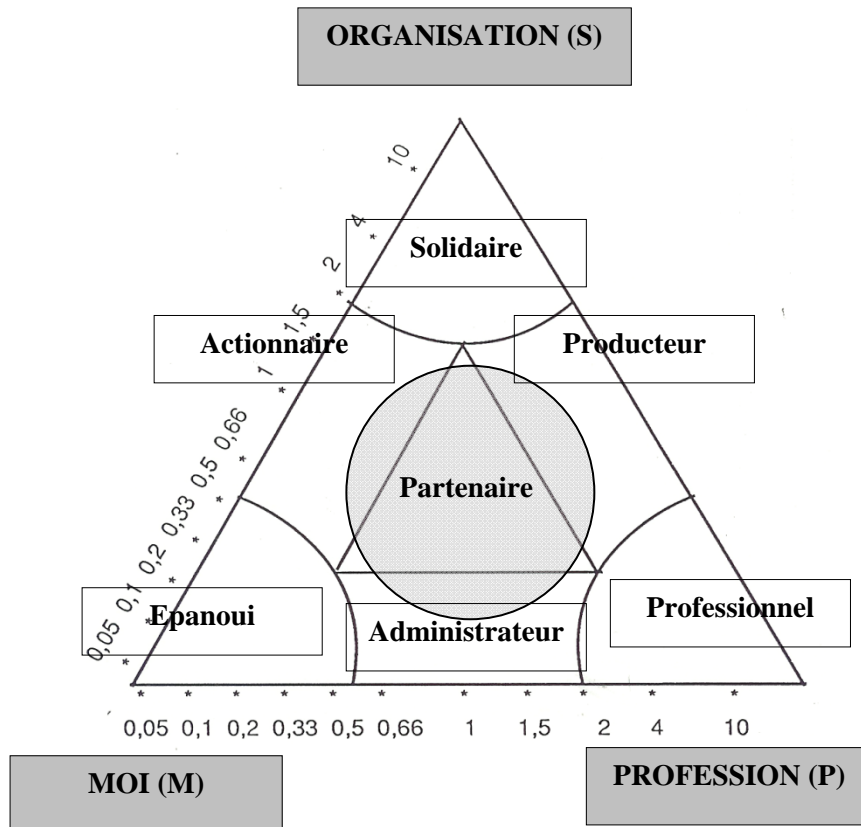 ORGANISATION (S)
10
4
Solidaire
2
1,5
Actionnaire
Producteur
1
0,66
0,5
Partenaire
0,33
0,2
0,1
Epanoui
Administrateur
Professionnel
0,05
0,05 0,1 0,2 0,33 0,5 0,66 1 1,5 2 4 10
MOI (M)
PROFESSION (P)